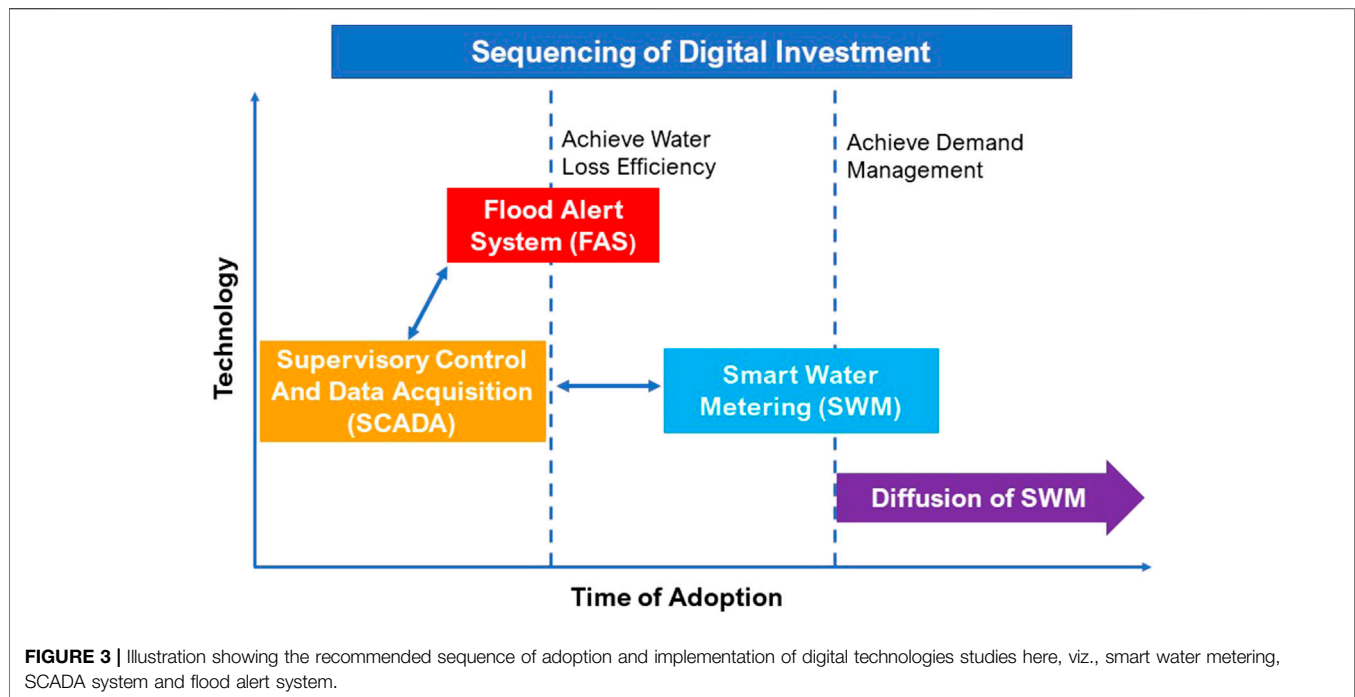 Sequencing of Digital Investment
Achieve Water
Loss Efficiency
Achieve Demand
Management
Flood Alert
System (FAS)
Technology
Supervisory Control
And Data Acquisition
(SCADA)
Smart Water
Metering (SWM)
Diffusion of SWM
Time of Adoption
FIGURE 3 | Illustration showing the recommended sequence of adoption and implementation of digital technologies studies here, viz., smart water metering,
SCADA system and flood alert system.